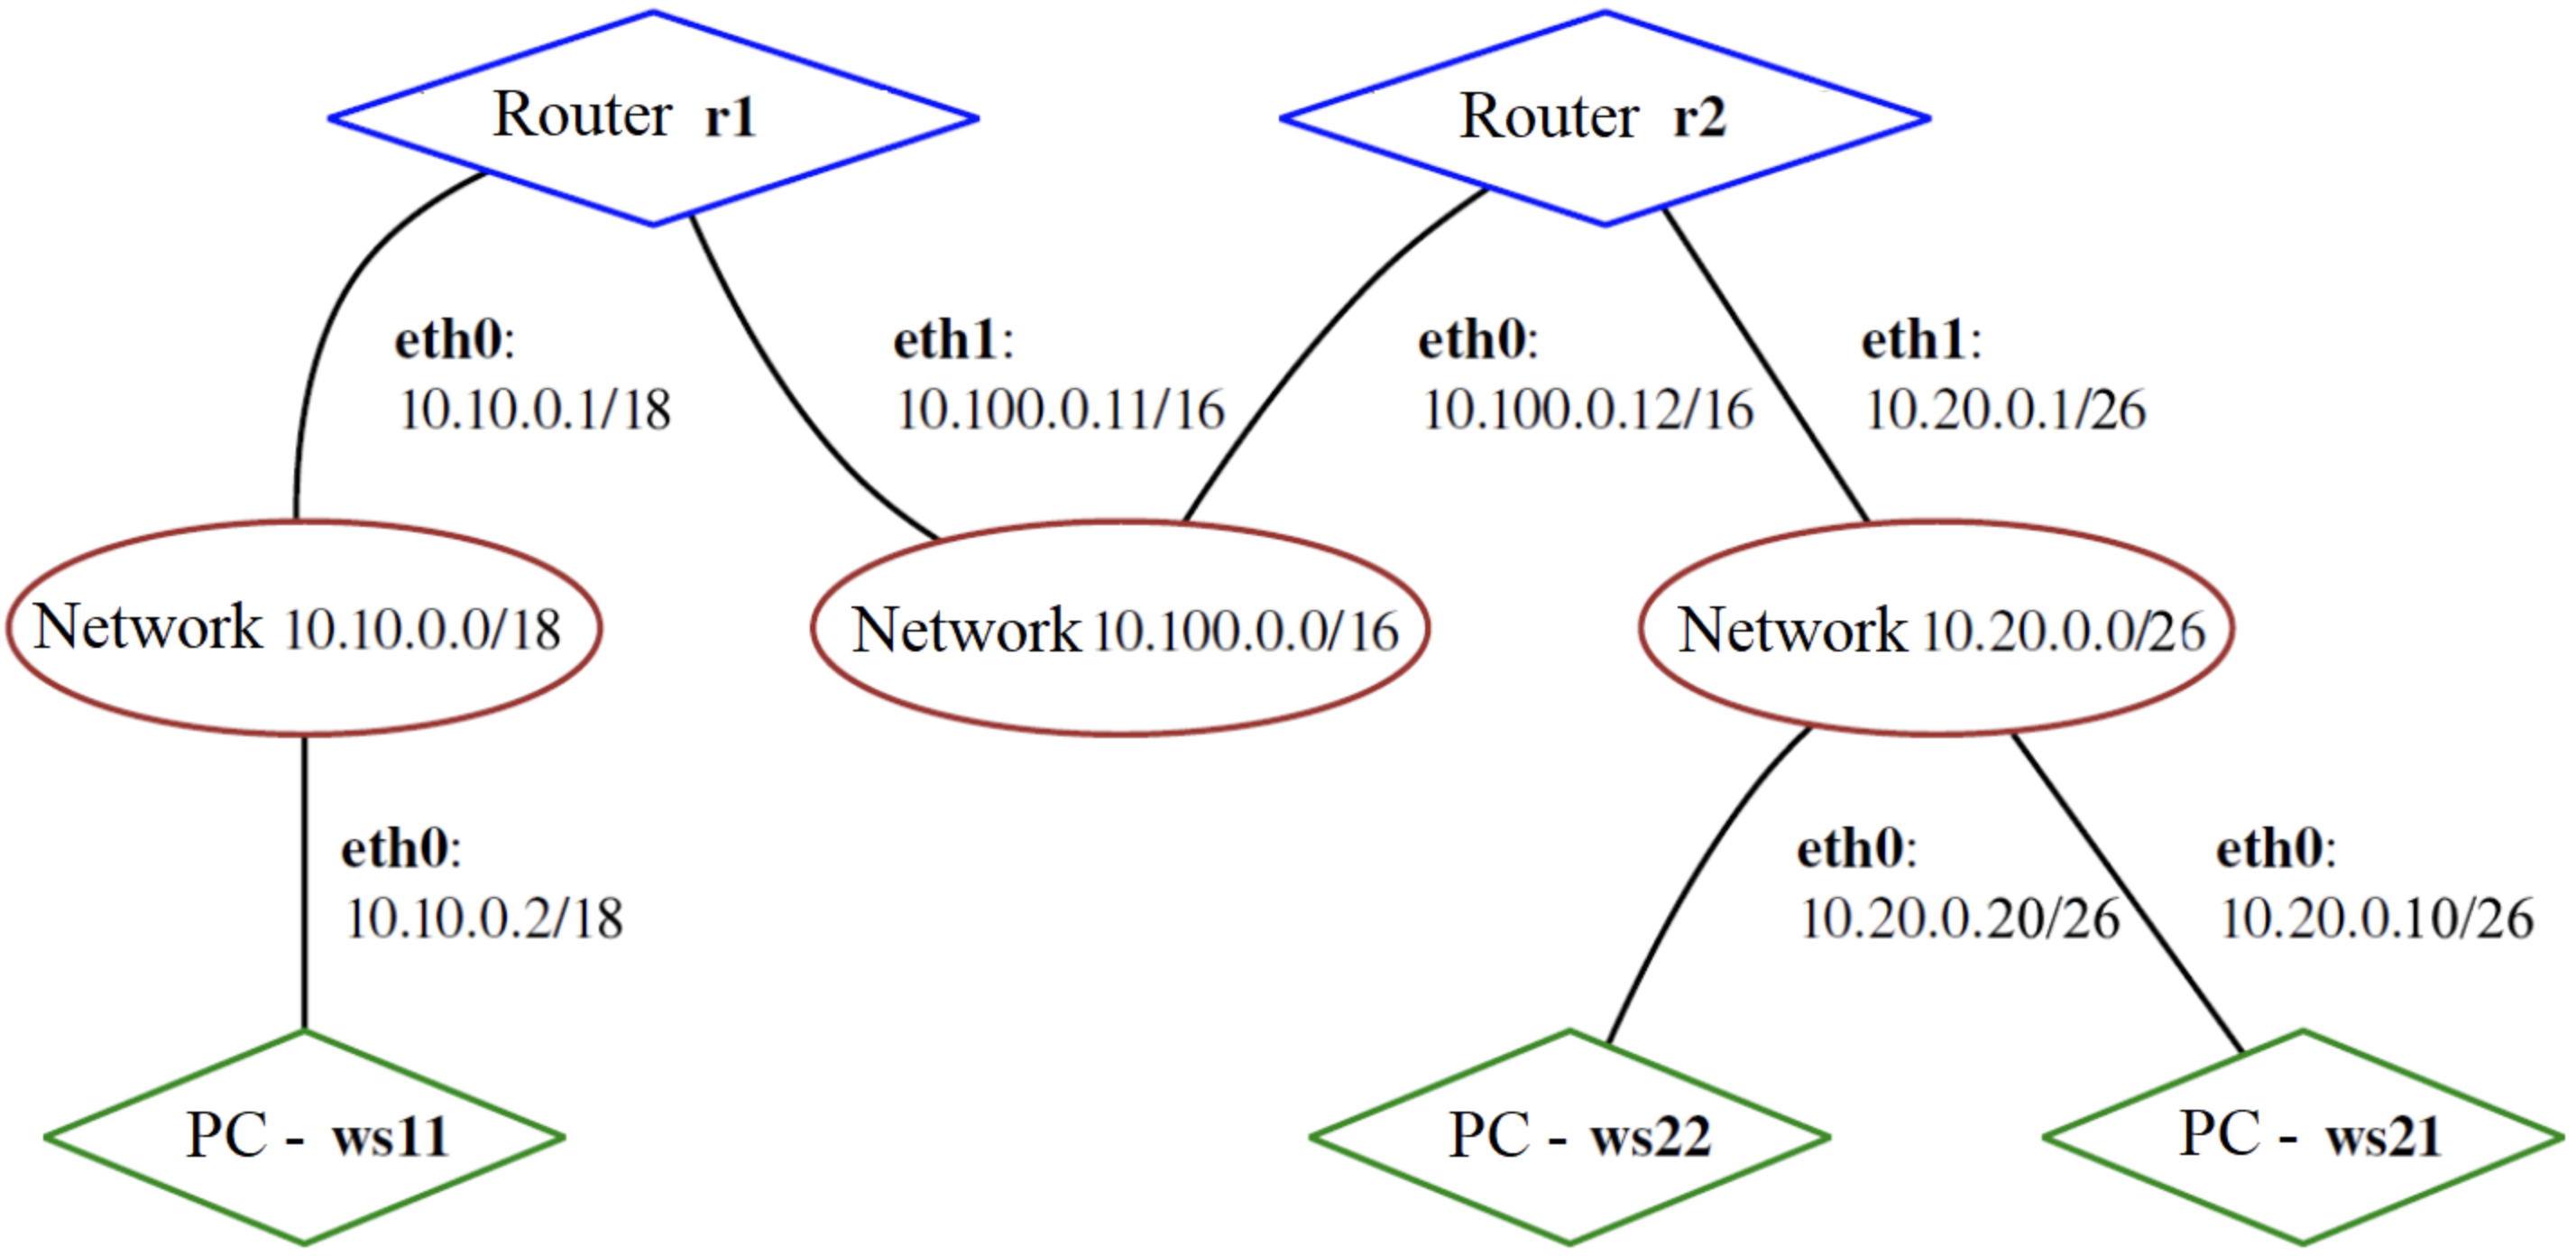 Router r1
Router r2
eth0:
10.10.0.1/18
eth1:
10.100.0.11/16
eth0:
10.100.0.12/16
eth1:
10.20.0.1/26
Network 10.10.0.0/18
Network 10.100.0.0/16
Network 10.20.0.0/26
eth0:
10.10.0.2/18
eth0:
10.20.0.20/26
eth0:
10.20.0.10/26
PC - ws11
PC - ws22
PC - ws21